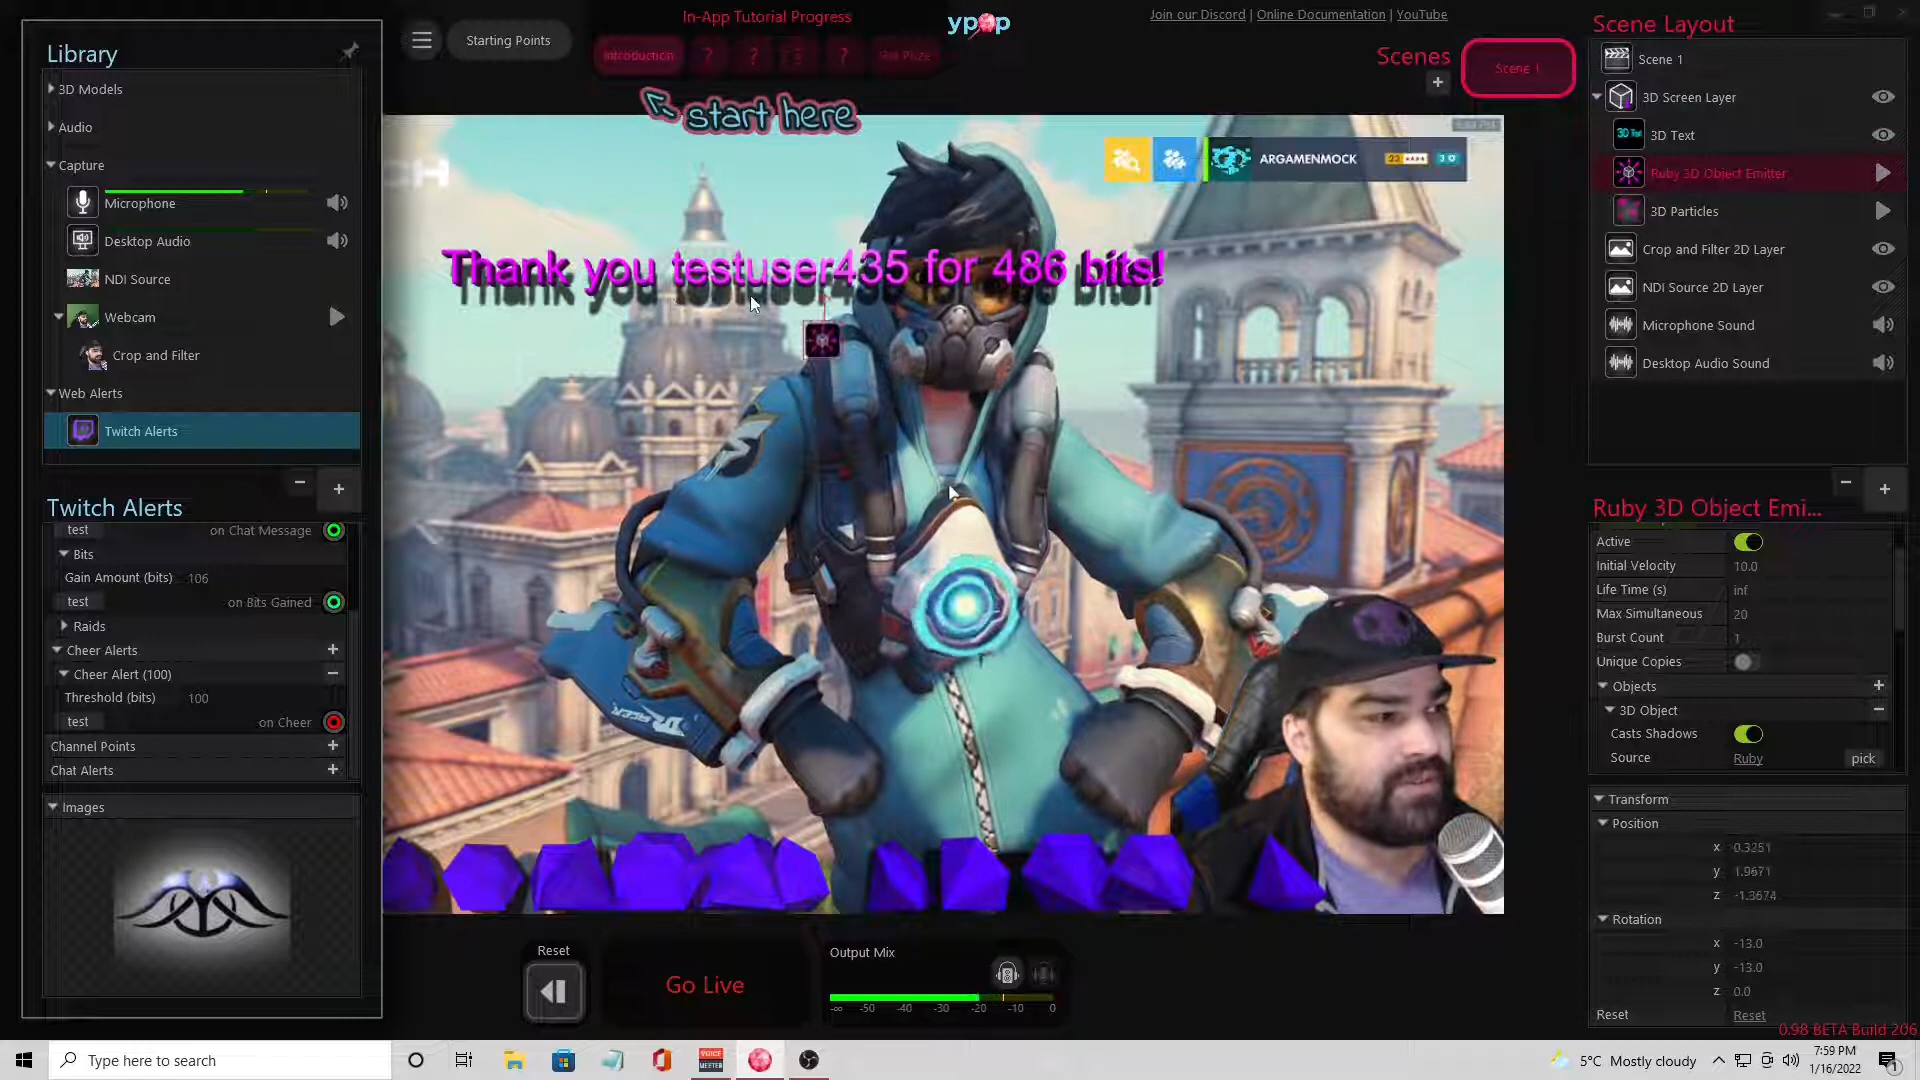 Library
3D Models
Audio
Capture
Microphone
Desktop Audio
NDI Source
Webcam
Crop and Filter
Web Alerts
Twitch Alerts
Twitch Alerts
test on Chat Message
Bits
Gain Amount (bits) 106
test on Bits Gained
Raids
Cheer Alerts
Cheer Alert (100)
Threshold (bits) 100
test on Cheer
Channel Points
Chat Alerts
Images
Starting Points
In-App Tutorial Progress
Introduction ? ? ? Get Prize
start here
ypop
Join our Discord | Online Documentation | YouTube
Scenes
Scene 1
CH
ARGAMENMOCK
23
Thank you testuser435 for 486 bits!
TRACER
Reset
Go Live
Output Mix
-∞ -50 -40 -30 -20 -10 0
Scene Layout
Scene 1
3D Screen Layer
3D Text
Ruby 3D Object Emitter
3D Particles
Crop and Filter 2D Layer
NDI Source 2D Layer
Microphone Sound
Desktop Audio Sound
Ruby 3D Object Emi...
Active
Initial Velocity 10.0
Life Time (s) inf
Max Simultaneous 20
Burst Count 1
Unique Copies
Objects
3D Object
Casts Shadows
Source Ruby pick
Transform
Position
x 0.3251
y 1.9671
z -1.3674
Rotation
x -13.0
y -13.0
z 0.0
Reset Reset
0.98 BETA Build 206
Type here to search
VOICE
MEETER
5°C Mostly cloudy
7:59 PM
1/16/2022